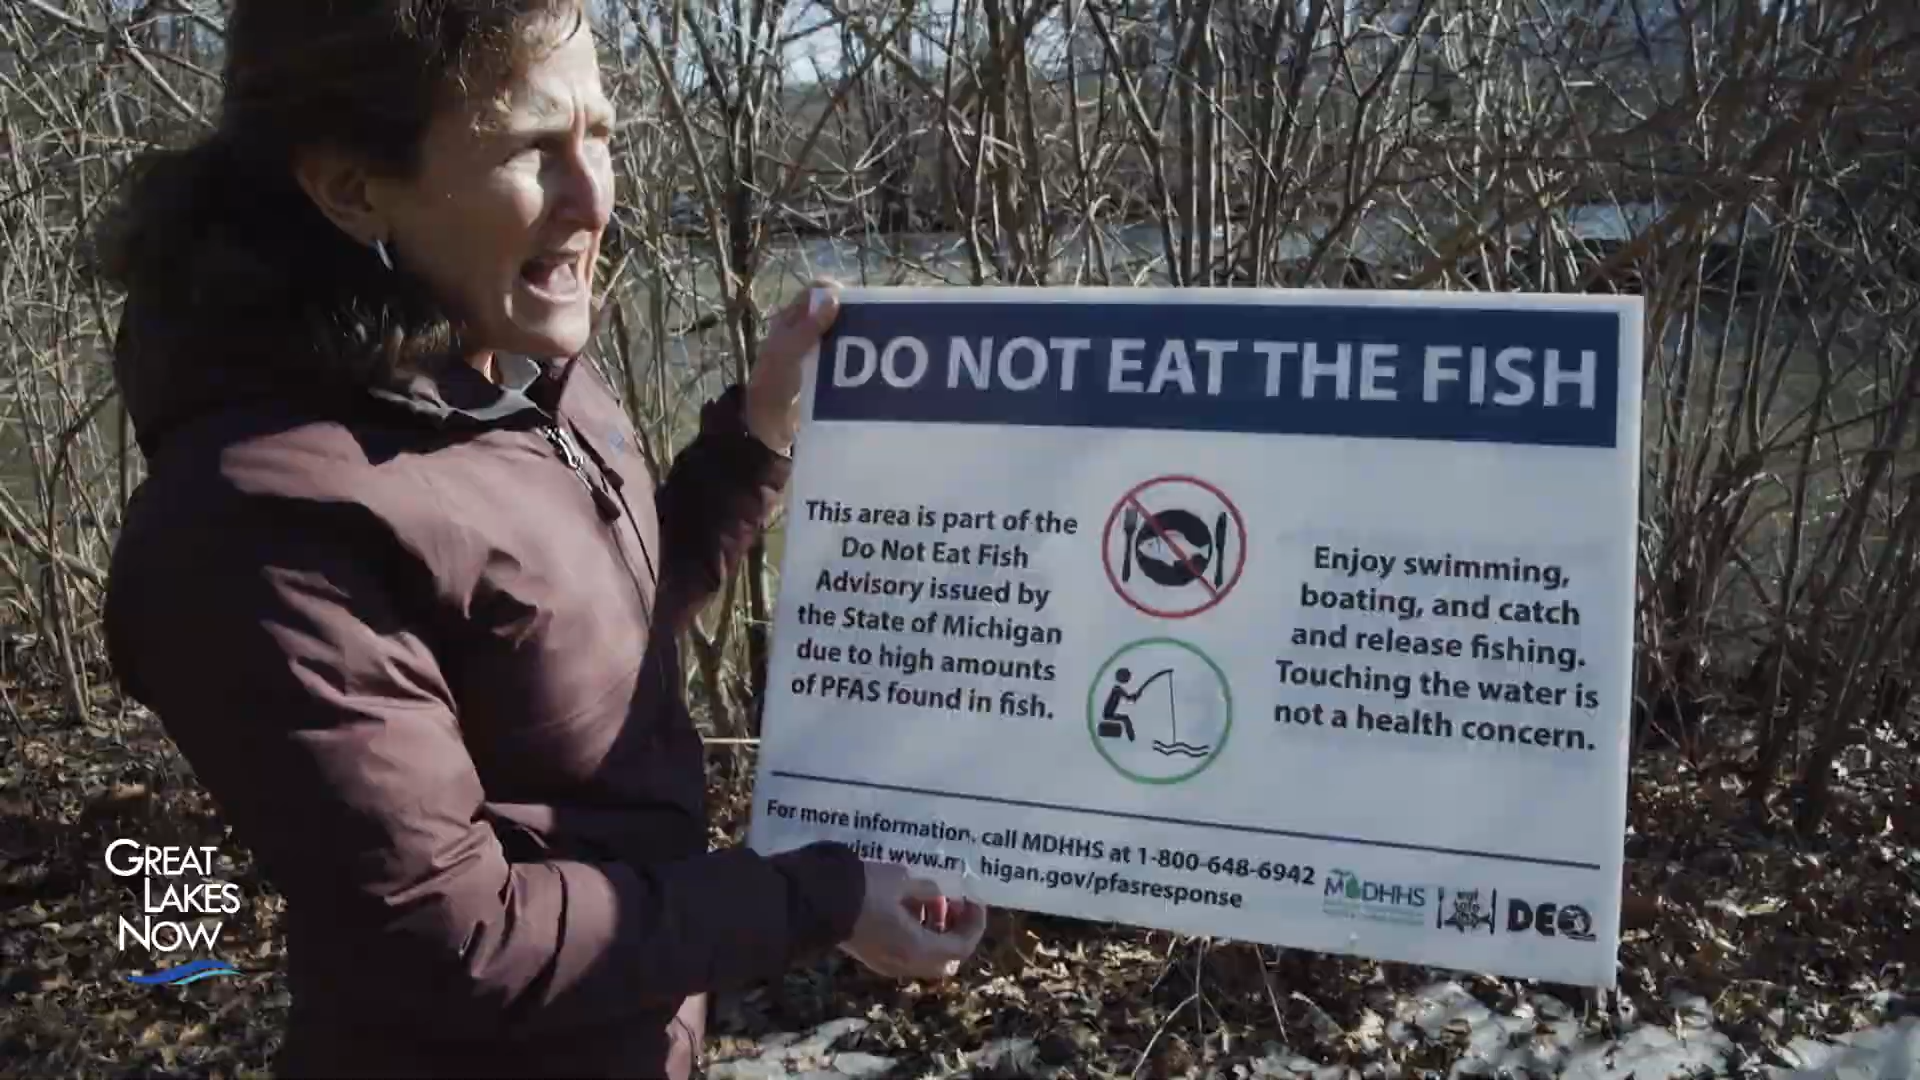 DO NOT EAT THE FISH
This area is part of the
Do Not Eat Fish
Advisory issued by
the State of Michigan
due to high amounts
of PFAS found in fish.
Enjoy swimming,
boating, and catch
and release fishing.
Touching the water is
not a health concern.
For more information, call MDHHS at 1-800-648-6942
visit www.m higan.gov/pfasresponse
MDHHS
eat safe fish
DEQ
GREAT
LAKES
NOW